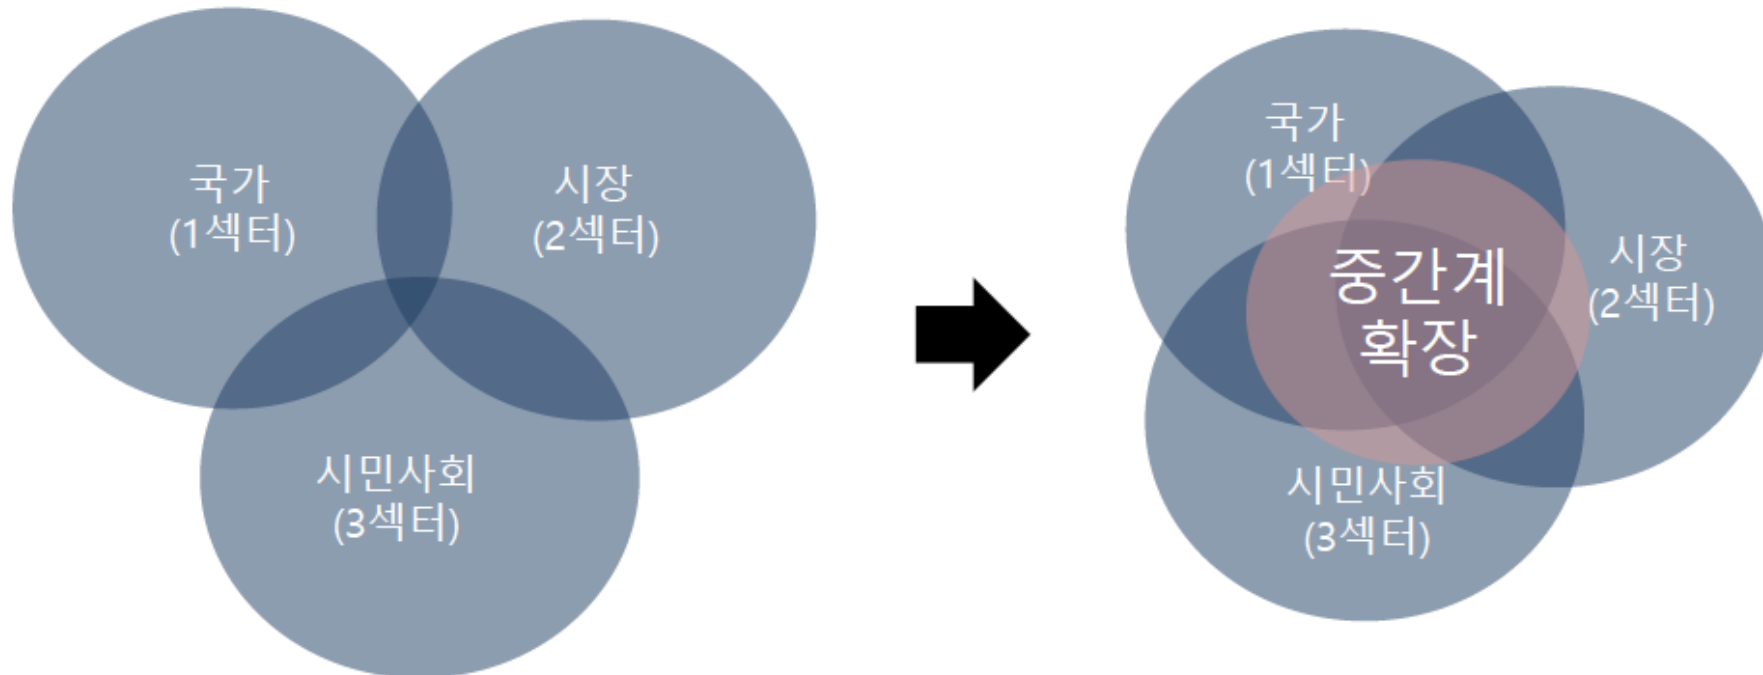 국가
(1섹터)
시장
(2섹터)
시민사회
(3섹터)
국가
(1섹터)
중간계
확장
시장
(2섹터)
시민사회
(3섹터)